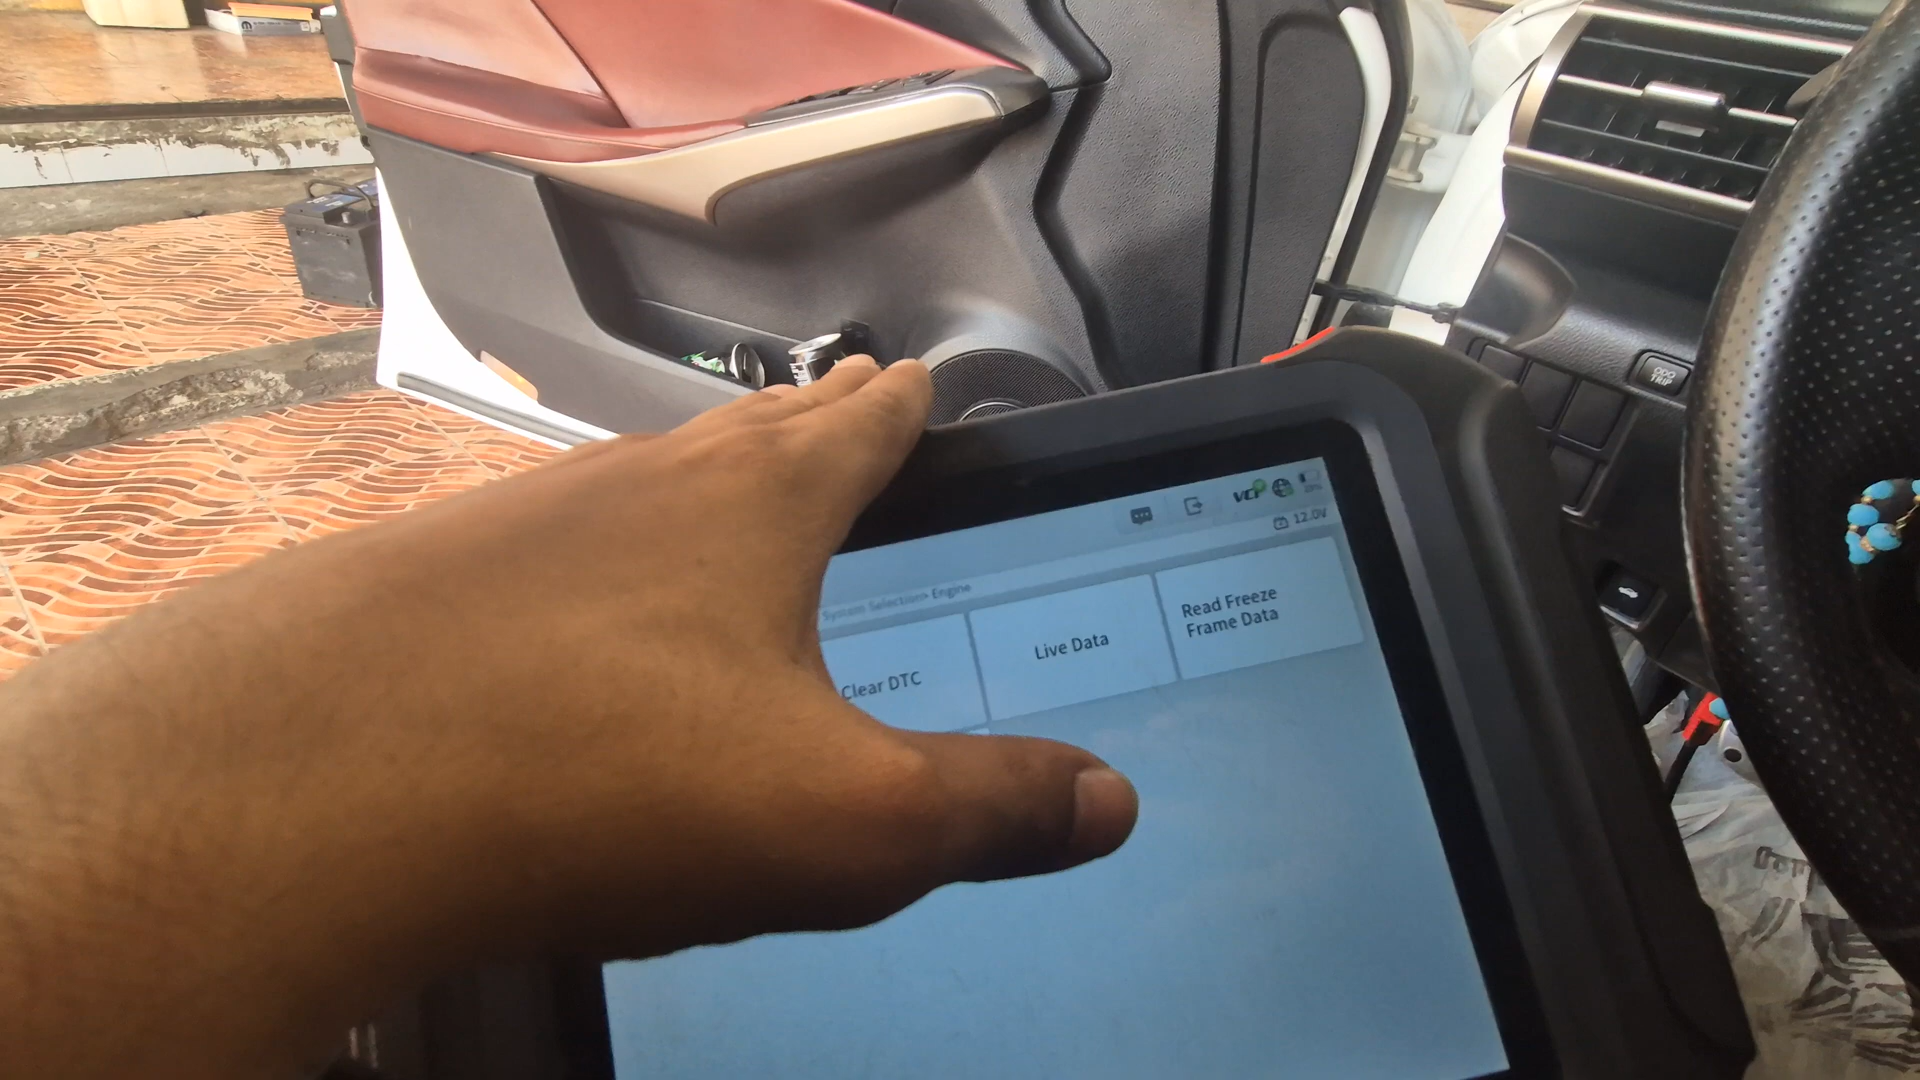 ODO
TRIP
VCI
12.0V
System Selection> Engine
Clear DTC
Live Data
Read Freeze
Frame Data